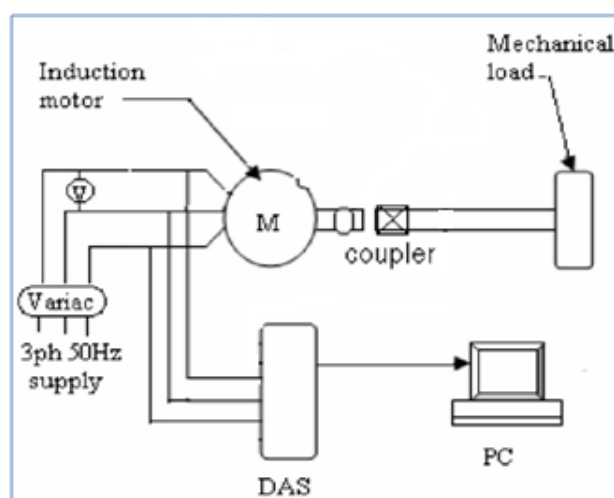 Mechanical
load
Induction
motor
V
M
coupler
Variac
3ph 50Hz
supply
DAS
PC